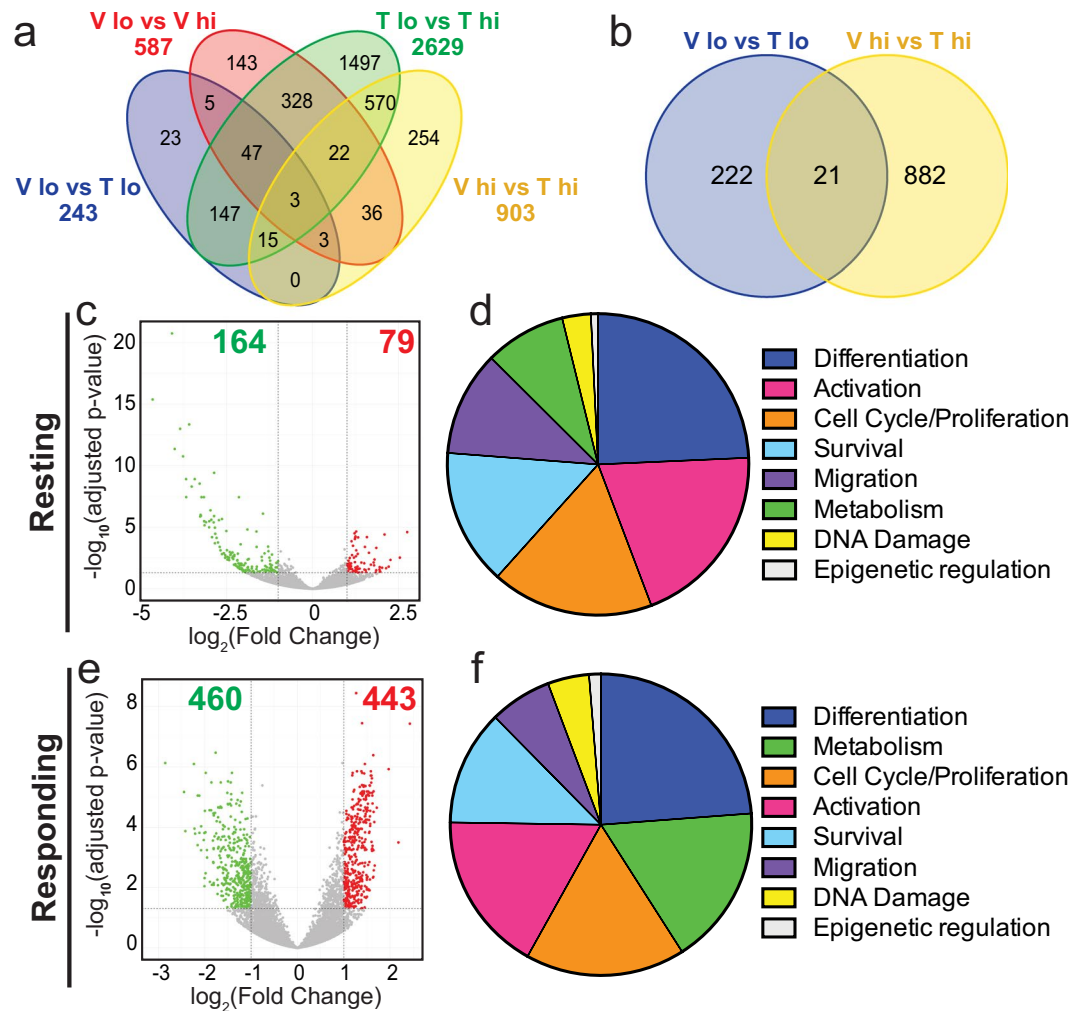 a
V lo vs V hi
587
T lo vs T hi
2629
143
1497
5
328
570
23
47
22
254
V lo vs T lo
243
V hi vs T hi
903
147
3
36
15
3
0
b
V lo vs T lo
V hi vs T hi
222
21
882
Resting
c
164
79
-log10(adjusted p-value)
20
15
10
5
0
-5
-2.5
0
2.5
log2(Fold Change)
d
Differentiation
Activation
Cell Cycle/Proliferation
Survival
Migration
Metabolism
DNA Damage
Epigenetic regulation
Responding
e
460
443
-log10(adjusted p-value)
8
6
4
2
0
-3
-2
-1
0
1
2
log2(Fold Change)
f
Differentiation
Metabolism
Cell Cycle/Proliferation
Activation
Survival
Migration
DNA Damage
Epigenetic regulation